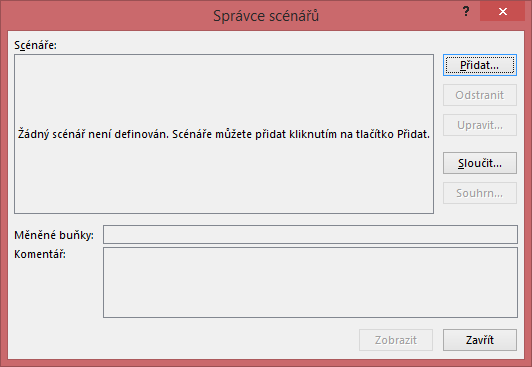 Správce scénářů
?
Scénáře:
Žádný scénář není definován. Scénáře můžete přidat kliknutím na tlačítko Přidat.
Přidat...
Odstranit
Upravit...
Sloučit...
Souhrn...
Měněné buňky:
Komentář:
Zobrazit
Zavřít